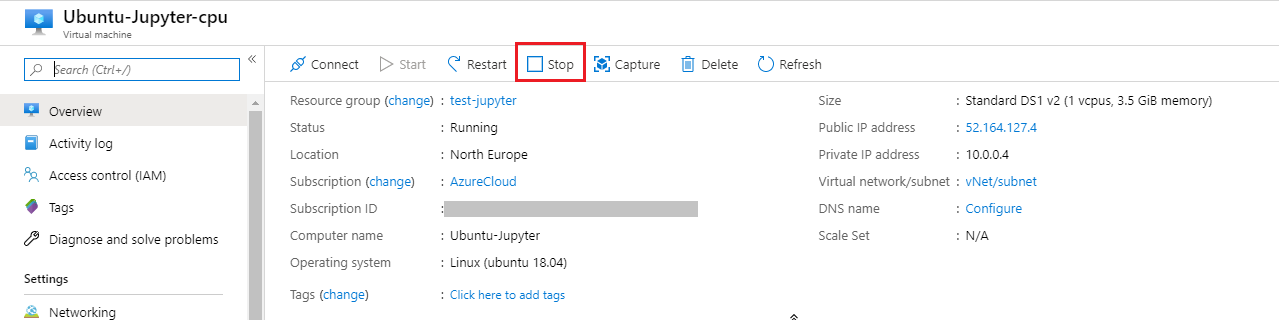 Ubuntu-Jupyter-cpu
Virtual machine
Search (Ctrl+/)
«
Overview
Activity log
Access control (IAM)
Tags
Diagnose and solve problems
Settings
Networking
Connect Start Restart Stop Capture Delete Refresh
Resource group (change) : test-jupyter
Status : Running
Location : North Europe
Subscription (change) : AzureCloud
Subscription ID :
Computer name : Ubuntu-Jupyter
Operating system : Linux (ubuntu 18.04)
Tags (change) : Click here to add tags
Size : Standard DS1 v2 (1 vcpus, 3.5 GiB memory)
Public IP address : 52.164.127.4
Private IP address : 10.0.0.4
Virtual network/subnet : vNet/subnet
DNS name : Configure
Scale Set : N/A